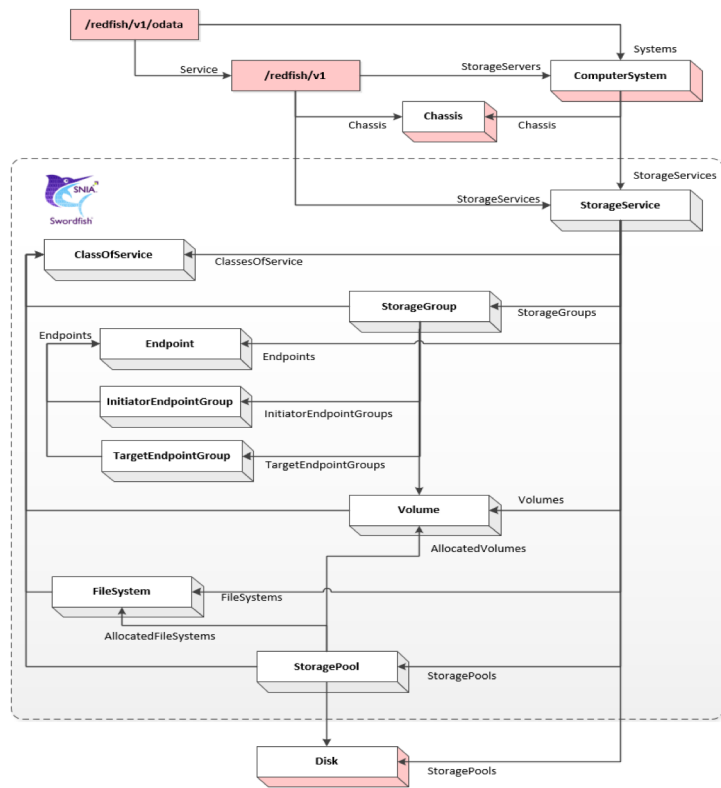 /redfish/v1/odata
Systems
Service
/redfish/v1
StorageServers
ComputerSystem
Chassis
Chassis
Chassis
StorageServices
SNIA
Swordfish
StorageServices
StorageService
ClassOfService
ClassesOfService
StorageGroup
StorageGroups
Endpoints
Endpoint
Endpoints
InitiatorEndpointGroup
InitiatorEndpointGroups
TargetEndpointGroup
TargetEndpointGroups
Volume
Volumes
AllocatedVolumes
FileSystem
FileSystems
AllocatedFileSystems
StoragePool
StoragePools
Disk
StoragePools